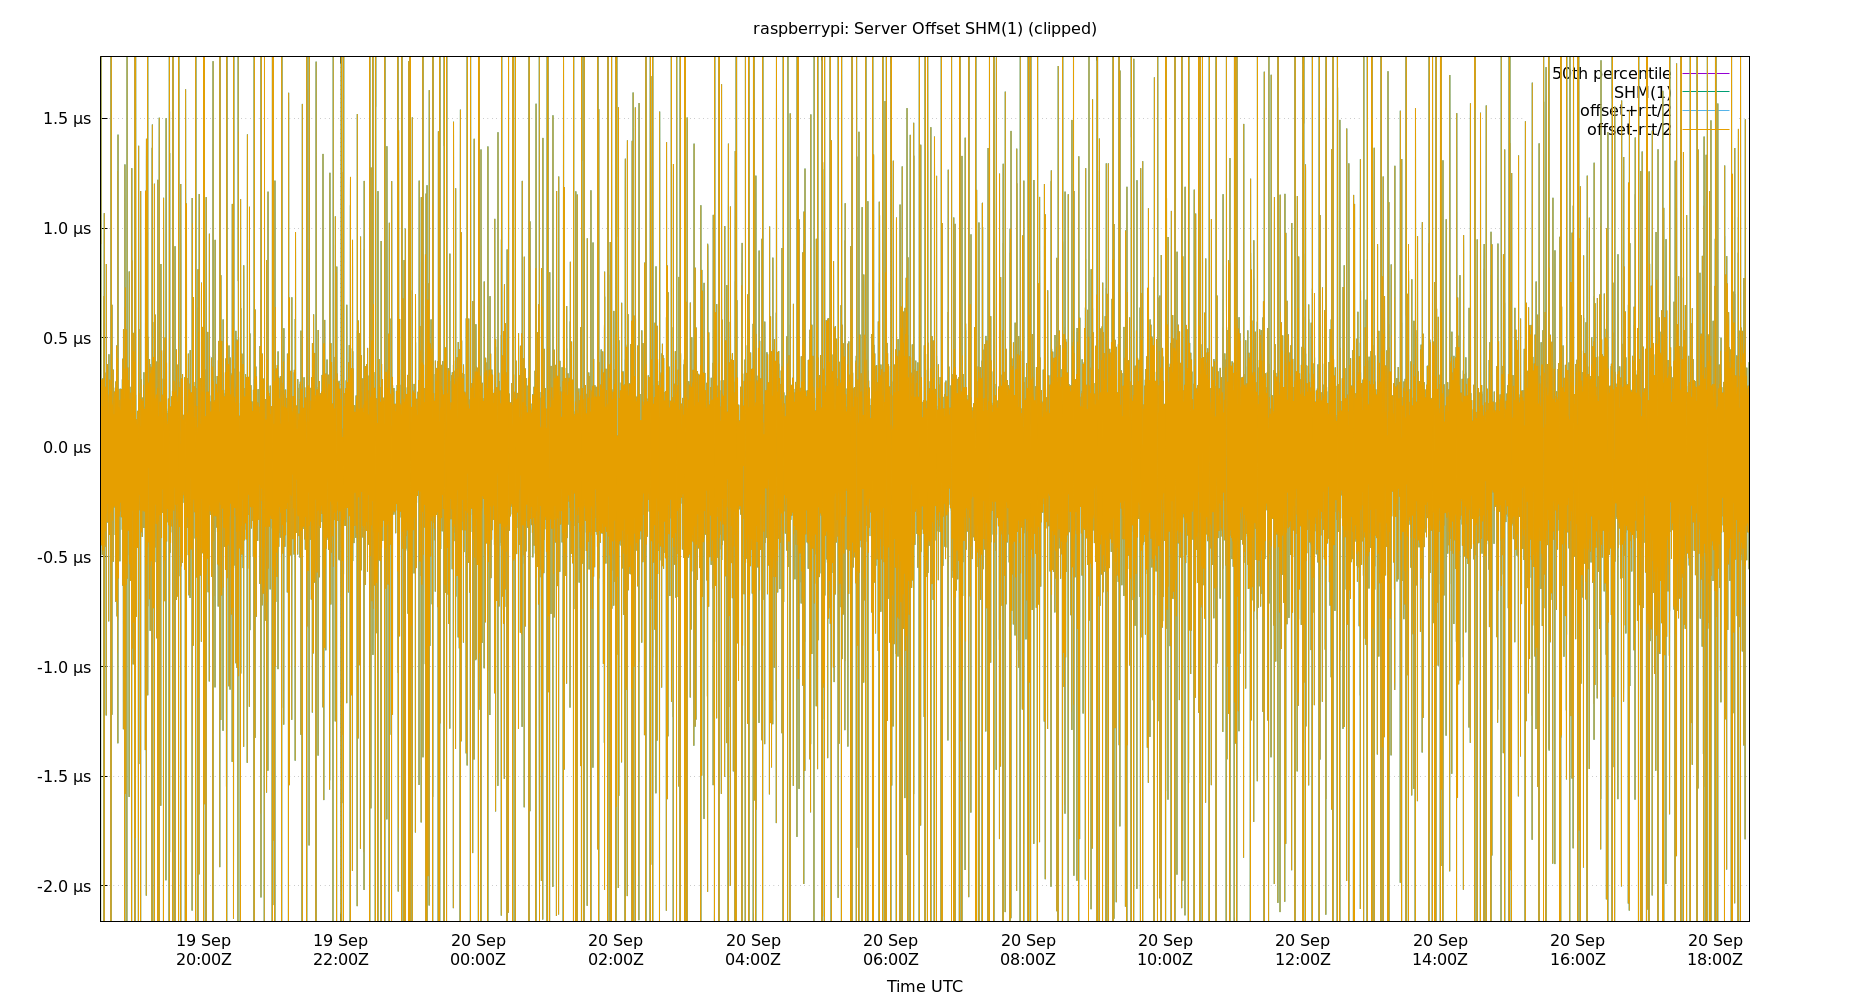 raspberrypi: Server Offset SHM(1) (clipped)
50th percentile
SHM(1)
offset+rtt/2
offset-rtt/2
1.5 µs
1.0 µs
0.5 µs
0.0 µs
-0.5 µs
-1.0 µs
-1.5 µs
-2.0 µs
19 Sep 19 Sep 20 Sep 20 Sep 20 Sep 20 Sep 20 Sep 20 Sep 20 Sep 20 Sep 20 Sep 20 Sep
20:00Z 22:00Z 00:00Z 02:00Z 04:00Z 06:00Z 08:00Z 10:00Z 12:00Z 14:00Z 16:00Z 18:00Z
Time UTC